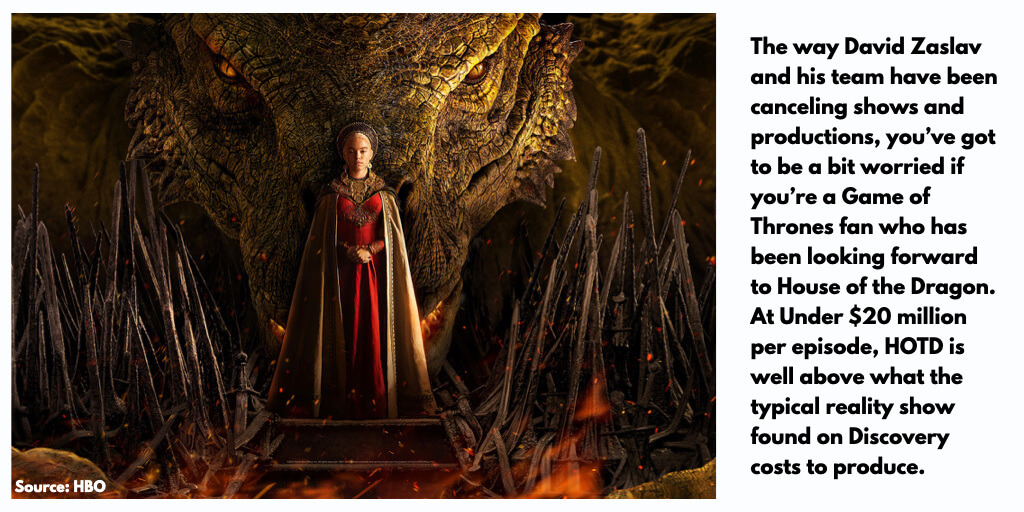 The way David Zaslav
and his team have been
canceling shows and
productions, you’ve got
to be a bit worried if
you’re a Game of
Thrones fan who has
been looking forward
to House of the Dragon.
At Under $20 million
per episode, HOTD is
well above what the
typical reality show
found on Discovery
costs to produce.
Source: HBO